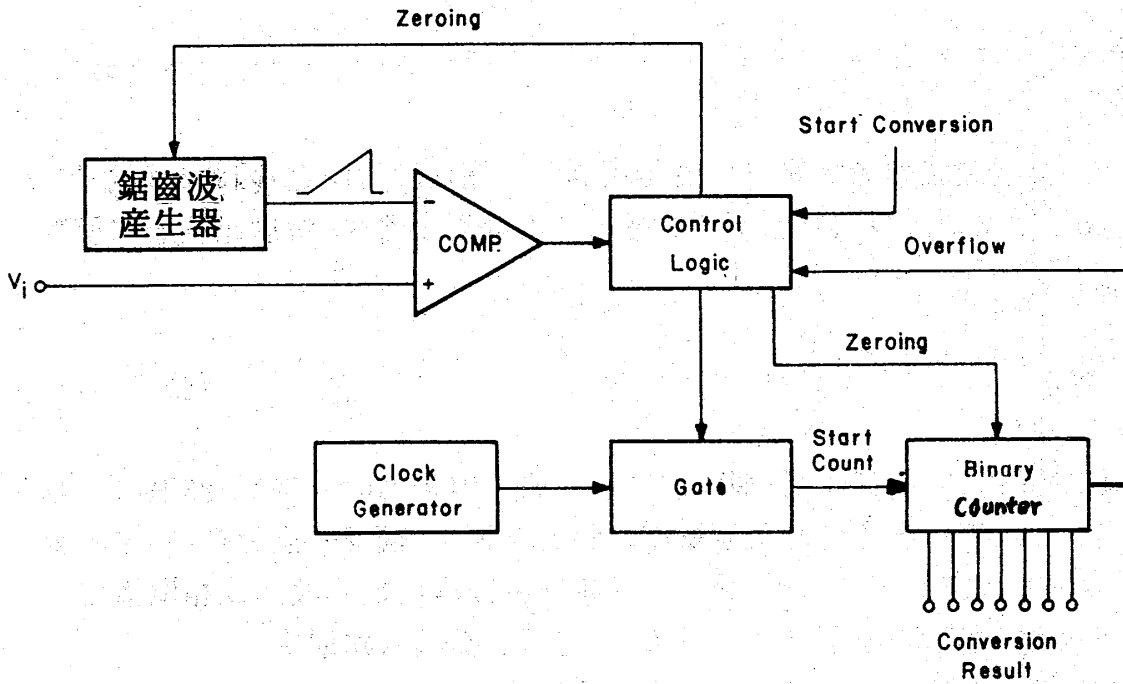 Zeroing
Start Conversion
鋸齒波
產生器
COMP.
Control
Logic
Overflow
Vi
Zeroing
Clock
Generator
Gate
Start
Count
Binary
Counter
Conversion
Result